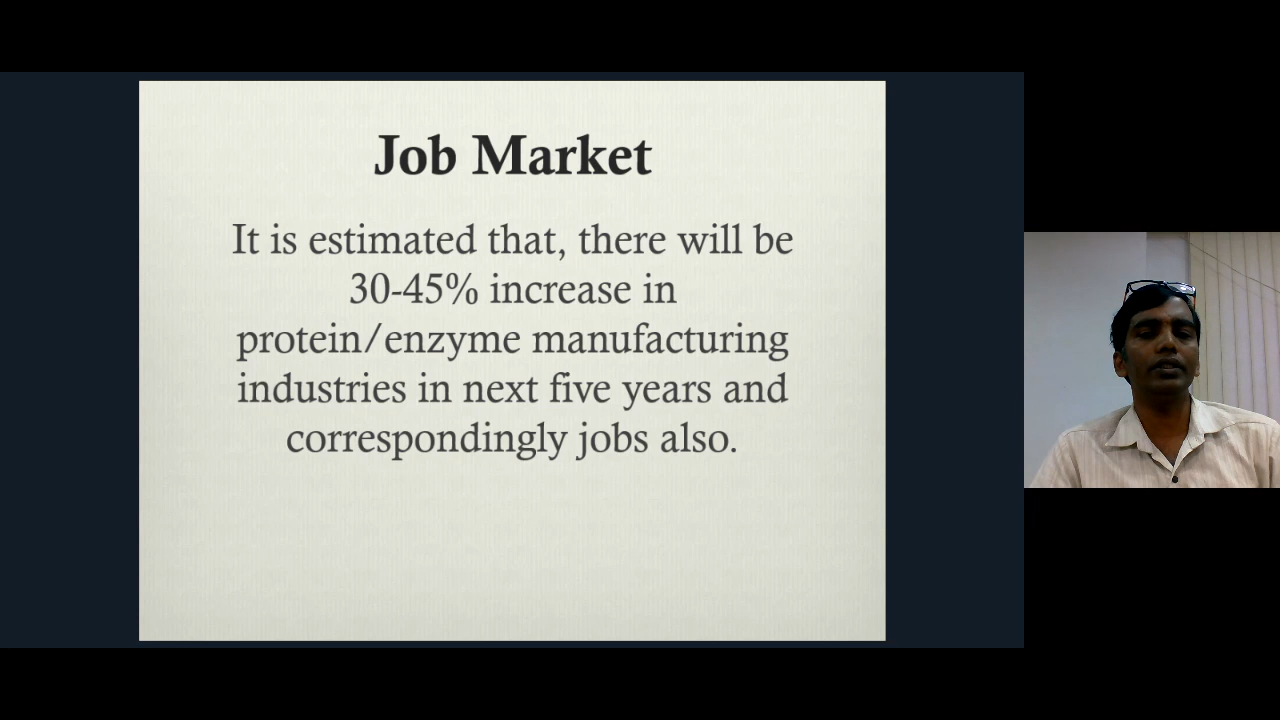 Job Market
It is estimated that, there will be
30-45% increase in
protein/enzyme manufacturing
industries in next five years and
correspondingly jobs also.